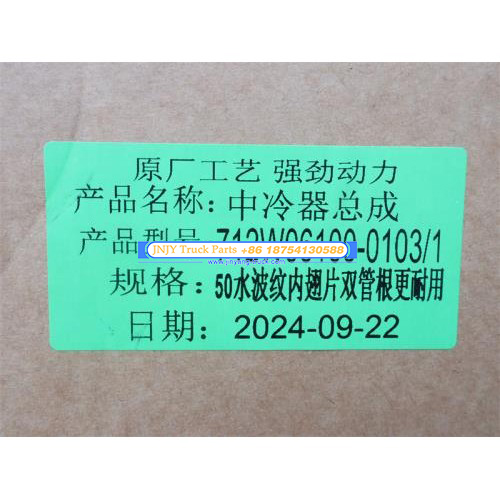 原厂工艺 强劲动力
产品名称:中冷器总成
产品型号 712W06100-0103/1
JNJY Truck Parts +86 18754130588
规格: 50水波纹内翅片双管根更耐用
日期: 2024-09-22